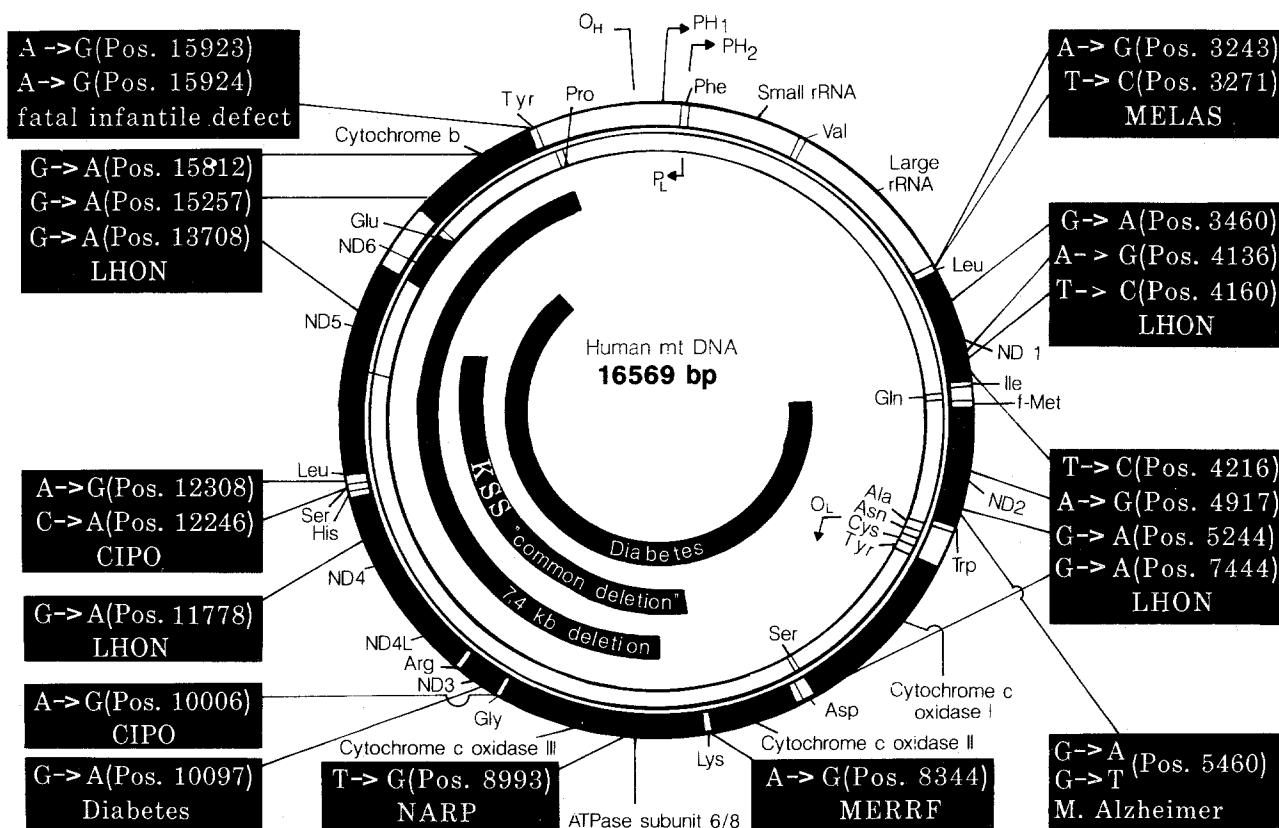 A->G(Pos. 15923)
A->G(Pos. 15924)
fatal infantile defect
G->A(Pos. 15812)
G->A(Pos. 15257)
G->A(Pos. 13708)
LHON
A->G(Pos. 12308)
C->A(Pos. 12246)
CIPO
G->A(Pos. 11778)
LHON
A->G(Pos. 10006)
CIPO
G->A(Pos. 10097)
Diabetes
T->G(Pos. 8993)
NARP
A->G(Pos. 8344)
MERRF
A->G(Pos. 3243)
T->C(Pos. 3271)
MELAS
G->A(Pos. 3460)
A->G(Pos. 4136)
T->C(Pos. 4160)
LHON
T->C(Pos. 4216)
A->G(Pos. 4917)
G->A(Pos. 5244)
G->A(Pos. 7444)
LHON
G->A
G->T
(Pos. 5460)
M. Alzheimer
OH
PH1
PH2
Tyr
Pro
Phe
Small rRNA
Val
Large
rRNA
Leu
ND 1
Ile
f-Met
Gln
ND2
Ala
Asn
Cys
Tyr
OL
Trp
Cytochrome c
oxidase I
Ser
Asp
Cytochrome c oxidase II
Lys
ATPase subunit 6/8
Cytochrome c oxidase III
Gly
ND3
Arg
ND4L
ND4
His
Ser
Leu
ND5
ND6
Glu
Cytochrome b
PL
Human mt DNA
16569 bp
Diabetes
KSS "common deletion"
7.4 kb deletion